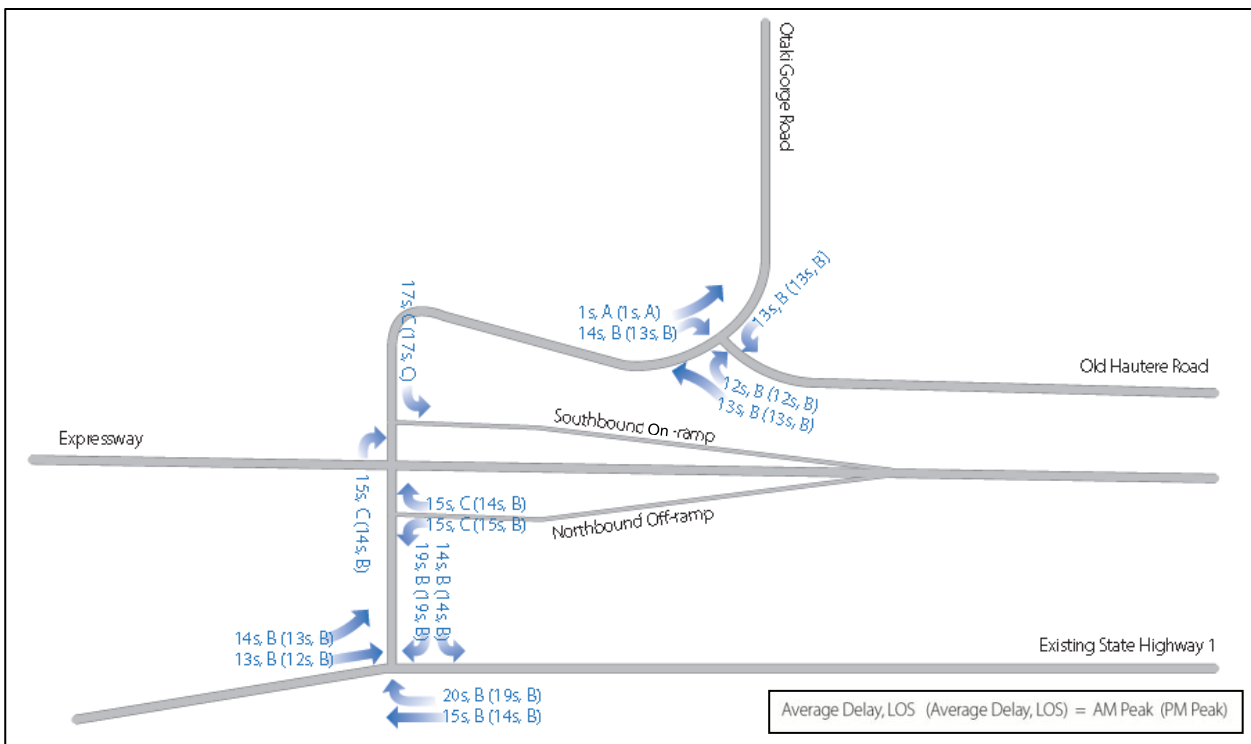 Otaki Gorge Road
17s, C (17s, C)
1s, A (1s, A)
14s, B (13s, B)
13s, B (13s, B)
12s, B (12s, B)
13s, B (13s, B)
Old Hautere Road
Southbound On -ramp
Expressway
15s, C (14s, B)
15s, C (14s, B)
15s, C (15s, B)
Northbound Off-ramp
19s, B (19s, B)
14s, B (14s, B)
14s, B (13s, B)
13s, B (12s, B)
Existing State Highway 1
20s, B (19s, B)
15s, B (14s, B)
Average Delay, LOS (Average Delay, LOS) = AM Peak (PM Peak)